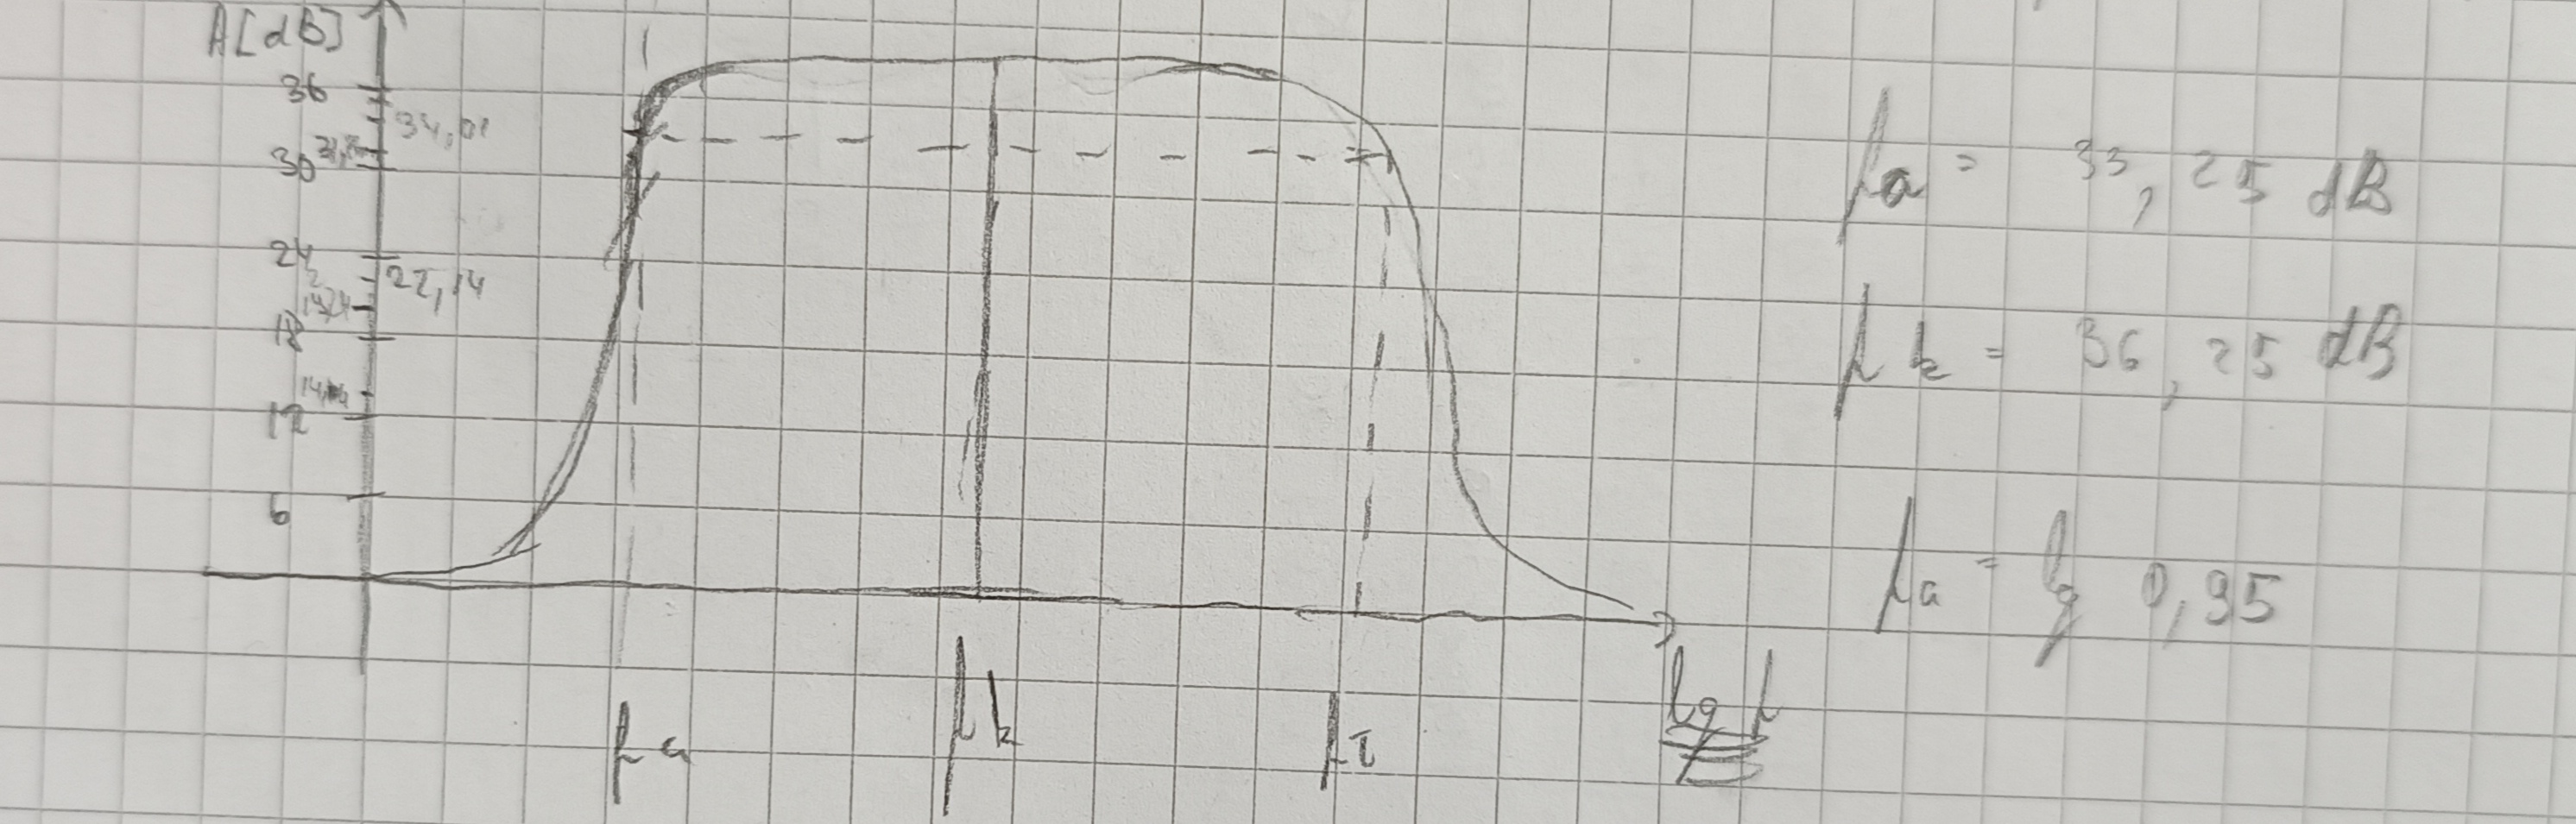 A[dB]
36
34,01
30
24
22,14
18
12
6
fa
fk
lg f
fa = 33,25 dB
fk = 36,25 dB
fa = lg 0,95